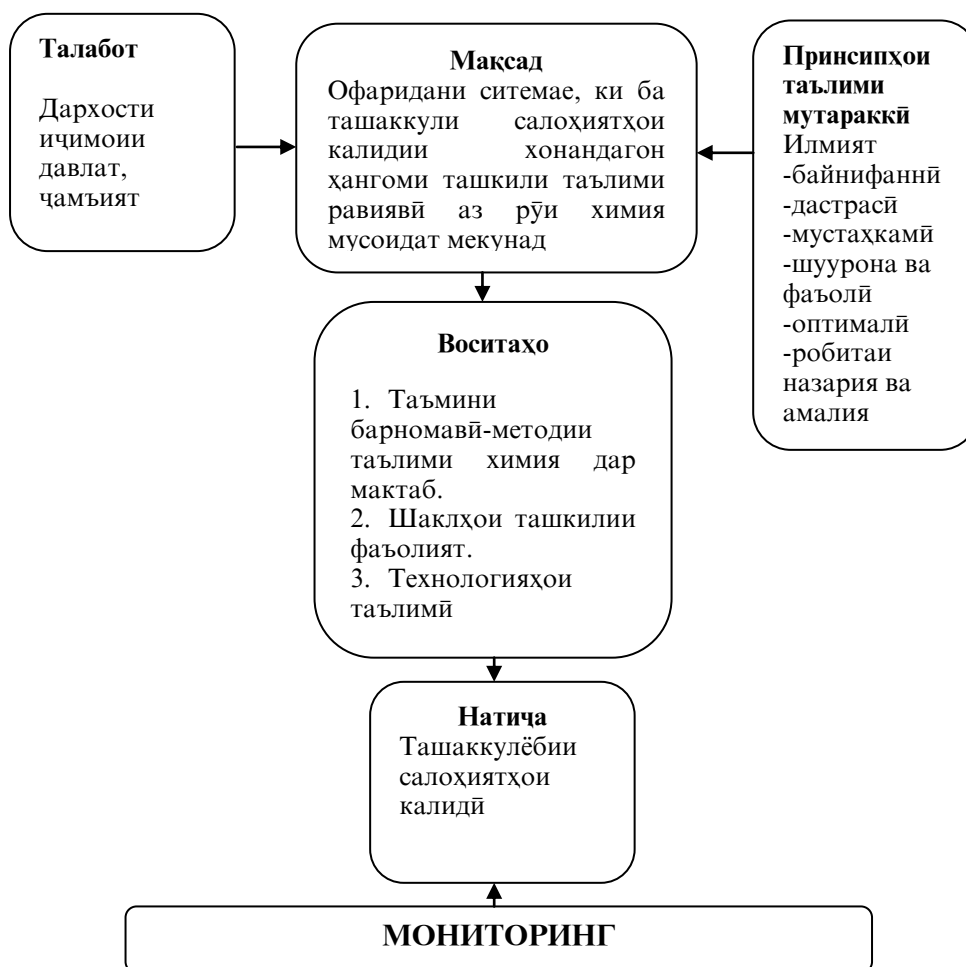 Талабот
Дархости
иҷимоии
давлат,
ҷамъият
Мақсад
Офаридани ситемае, ки ба
ташаккули салоҳиятҳои
калидии хонандагон
ҳангоми ташкили таълими
равиявӣ аз рӯи химия
мусоидат мекунад
Принсипҳои
таълими
мутараккӣ
Илмият
-байнифаннӣ
-дастрасӣ
-мустаҳкамӣ
-шуурона ва
фаъолӣ
-оптималӣ
-робитаи
назария ва
амалия
Воситаҳо
1. Таъмини
барномавӣ-методии
таълими химия дар
мактаб.
2. Шаклҳои ташкилии
фаъолият.
3. Технологияҳои
таълимӣ
Натиҷа
Ташаккулёбии
салоҳиятҳои
калидӣ
МОНИТОРИНГ